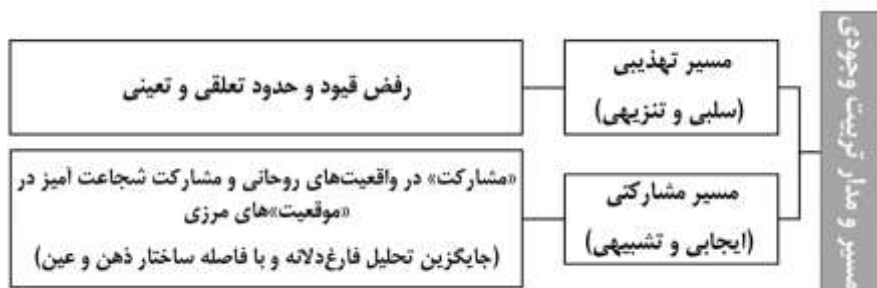 مسیر و مدار تربیت وجودی
مسیر تهذیبی
(سلبی و تنزیهی)
رفض قیود و حدود تعلقی و تعینی
مسیر مشارکتی
(ایجابی و تشبیهی)
«مشارکت» در واقعیت‌های روحانی و مشارکت شجاعت آمیز در
«موقعیت»های مرزی
(جایگزین تحلیل فارغ‌دلانه و با فاصله ساختار ذهن و عین)